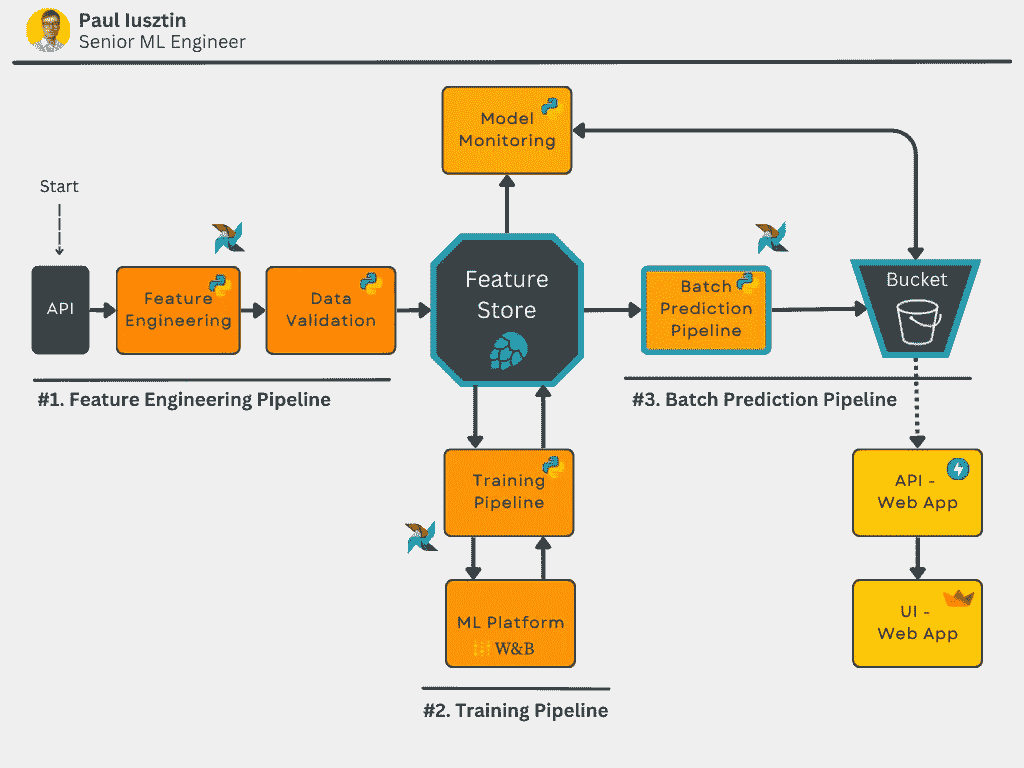 Paul Iusztin
Senior ML Engineer
Model
Monitoring
Start
API
Feature
Engineering
Data
Validation
Feature
Store
Batch
Prediction
Pipeline
Bucket
#1. Feature Engineering Pipeline
#3. Batch Prediction Pipeline
Training
Pipeline
API -
Web App
ML Platform
W&B
UI -
Web App
#2. Training Pipeline